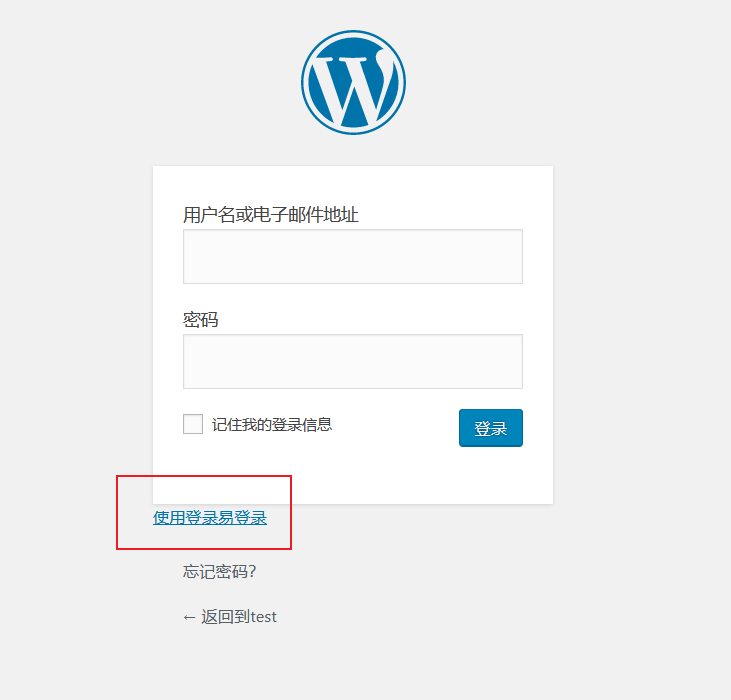 用户名或电子邮件地址
密码
记住我的登录信息
登录
使用登录易登录
忘记密码?
← 返回到test